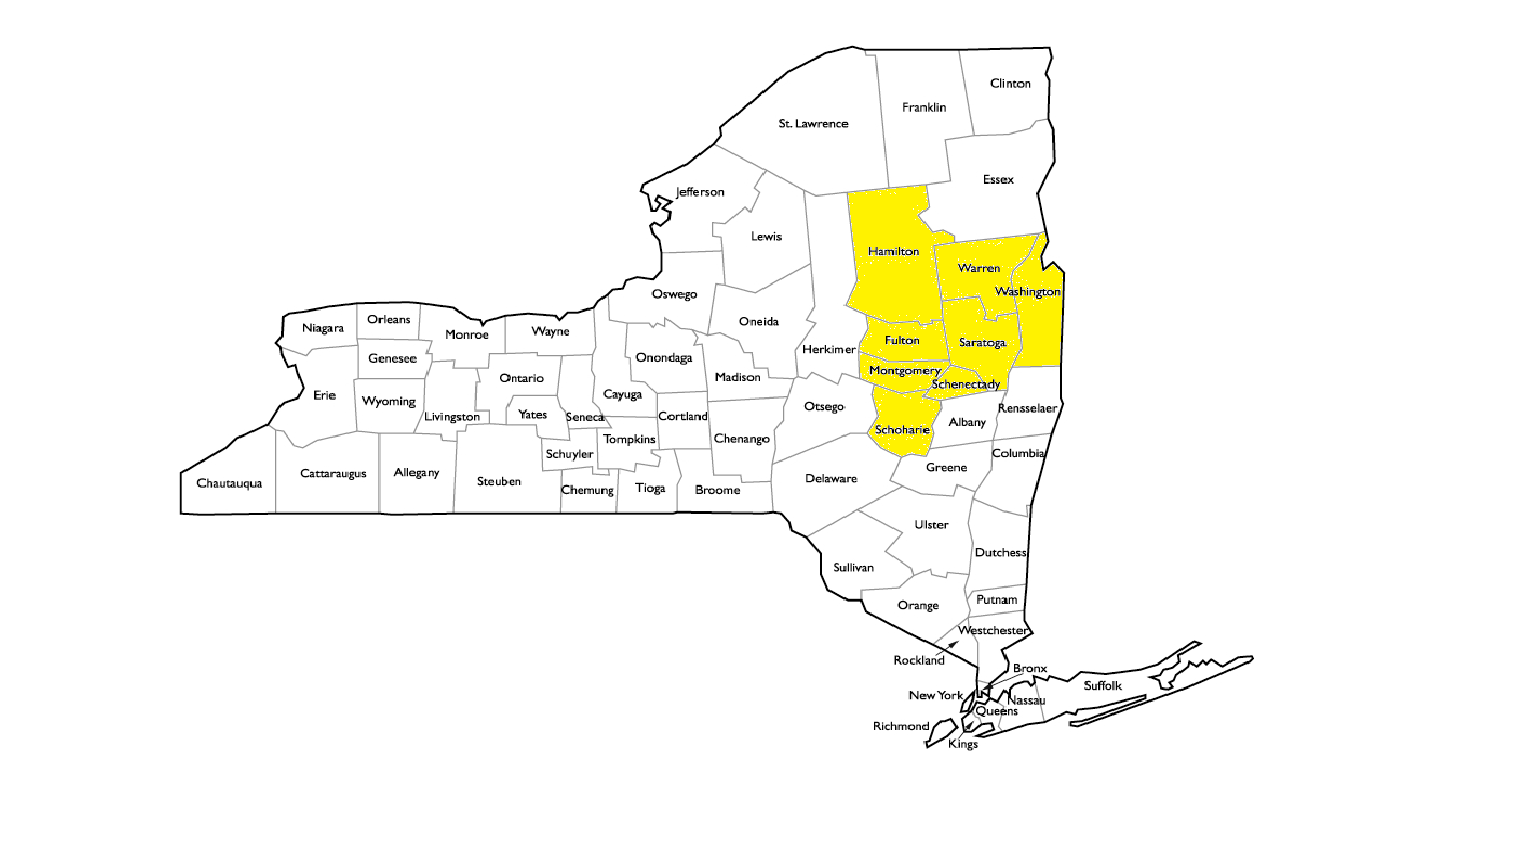 Clinton
Franklin
St. Lawrence
Essex
Jefferson
Lewis
Hamilton
Warren
Washington
Oswego
Oneida
Herkimer
Fulton
Saratoga
Montgomery
Schenectady
Niagara
Orleans
Monroe
Wayne
Genesee
Onondaga
Madison
Ontario
Erie
Wyoming
Livingston
Yates
Seneca
Cayuga
Cortland
Otsego
Schoharie
Albany
Rensselaer
Tompkins
Chenango
Schuyler
Columbia
Greene
Chautauqua
Cattaraugus
Allegany
Steuben
Chemung
Tioga
Broome
Delaware
Ulster
Dutchess
Sullivan
Orange
Putnam
Westchester
Rockland
Bronx
New York
Suffolk
Nassau
Queens
Richmond
Kings